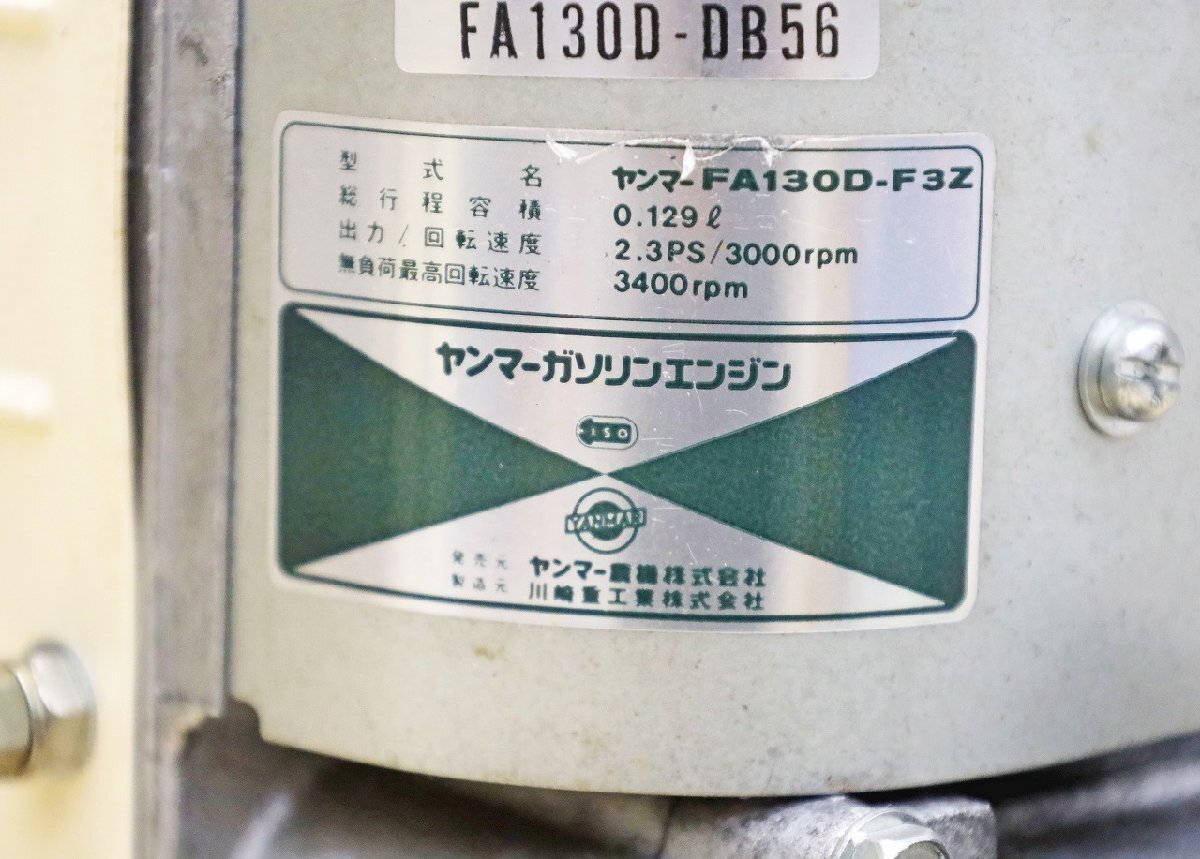 FA130D-DB56
型式名 ヤンマーFA130D-F3Z
総行程容積 0.129ℓ
出力/回転速度 2.3PS/3000rpm
無負荷最高回転速度 3400rpm
ヤンマーガソリンエンジン
ISO
YANMAR
発売元 ヤンマー農機株式会社
製造元 川崎重工業株式会社